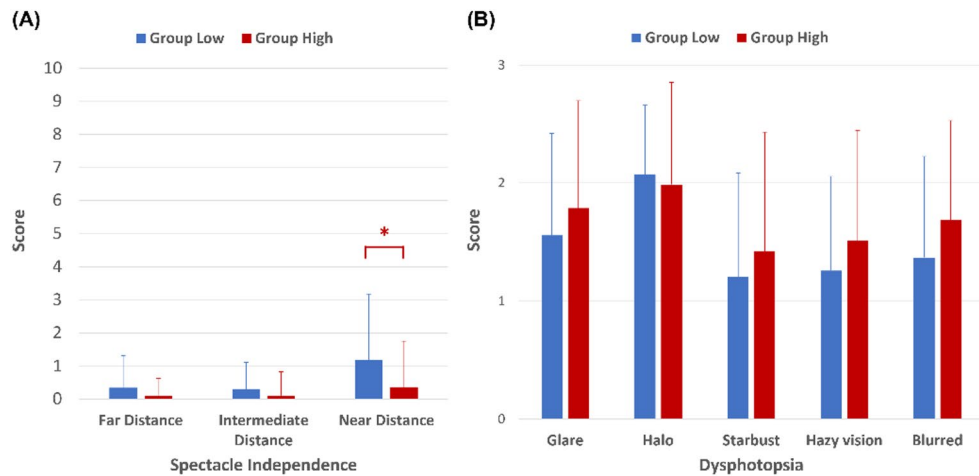 (A)
Group Low Group High
10
9
8
7
6
5
4
3
2
1
0
Score
*
Far Distance Intermediate Distance Near Distance
Spectacle Independence
(B)
Group Low Group High
3
2
1
0
Score
Glare Halo Starbust Hazy vision Blurred
Dysphotopsia